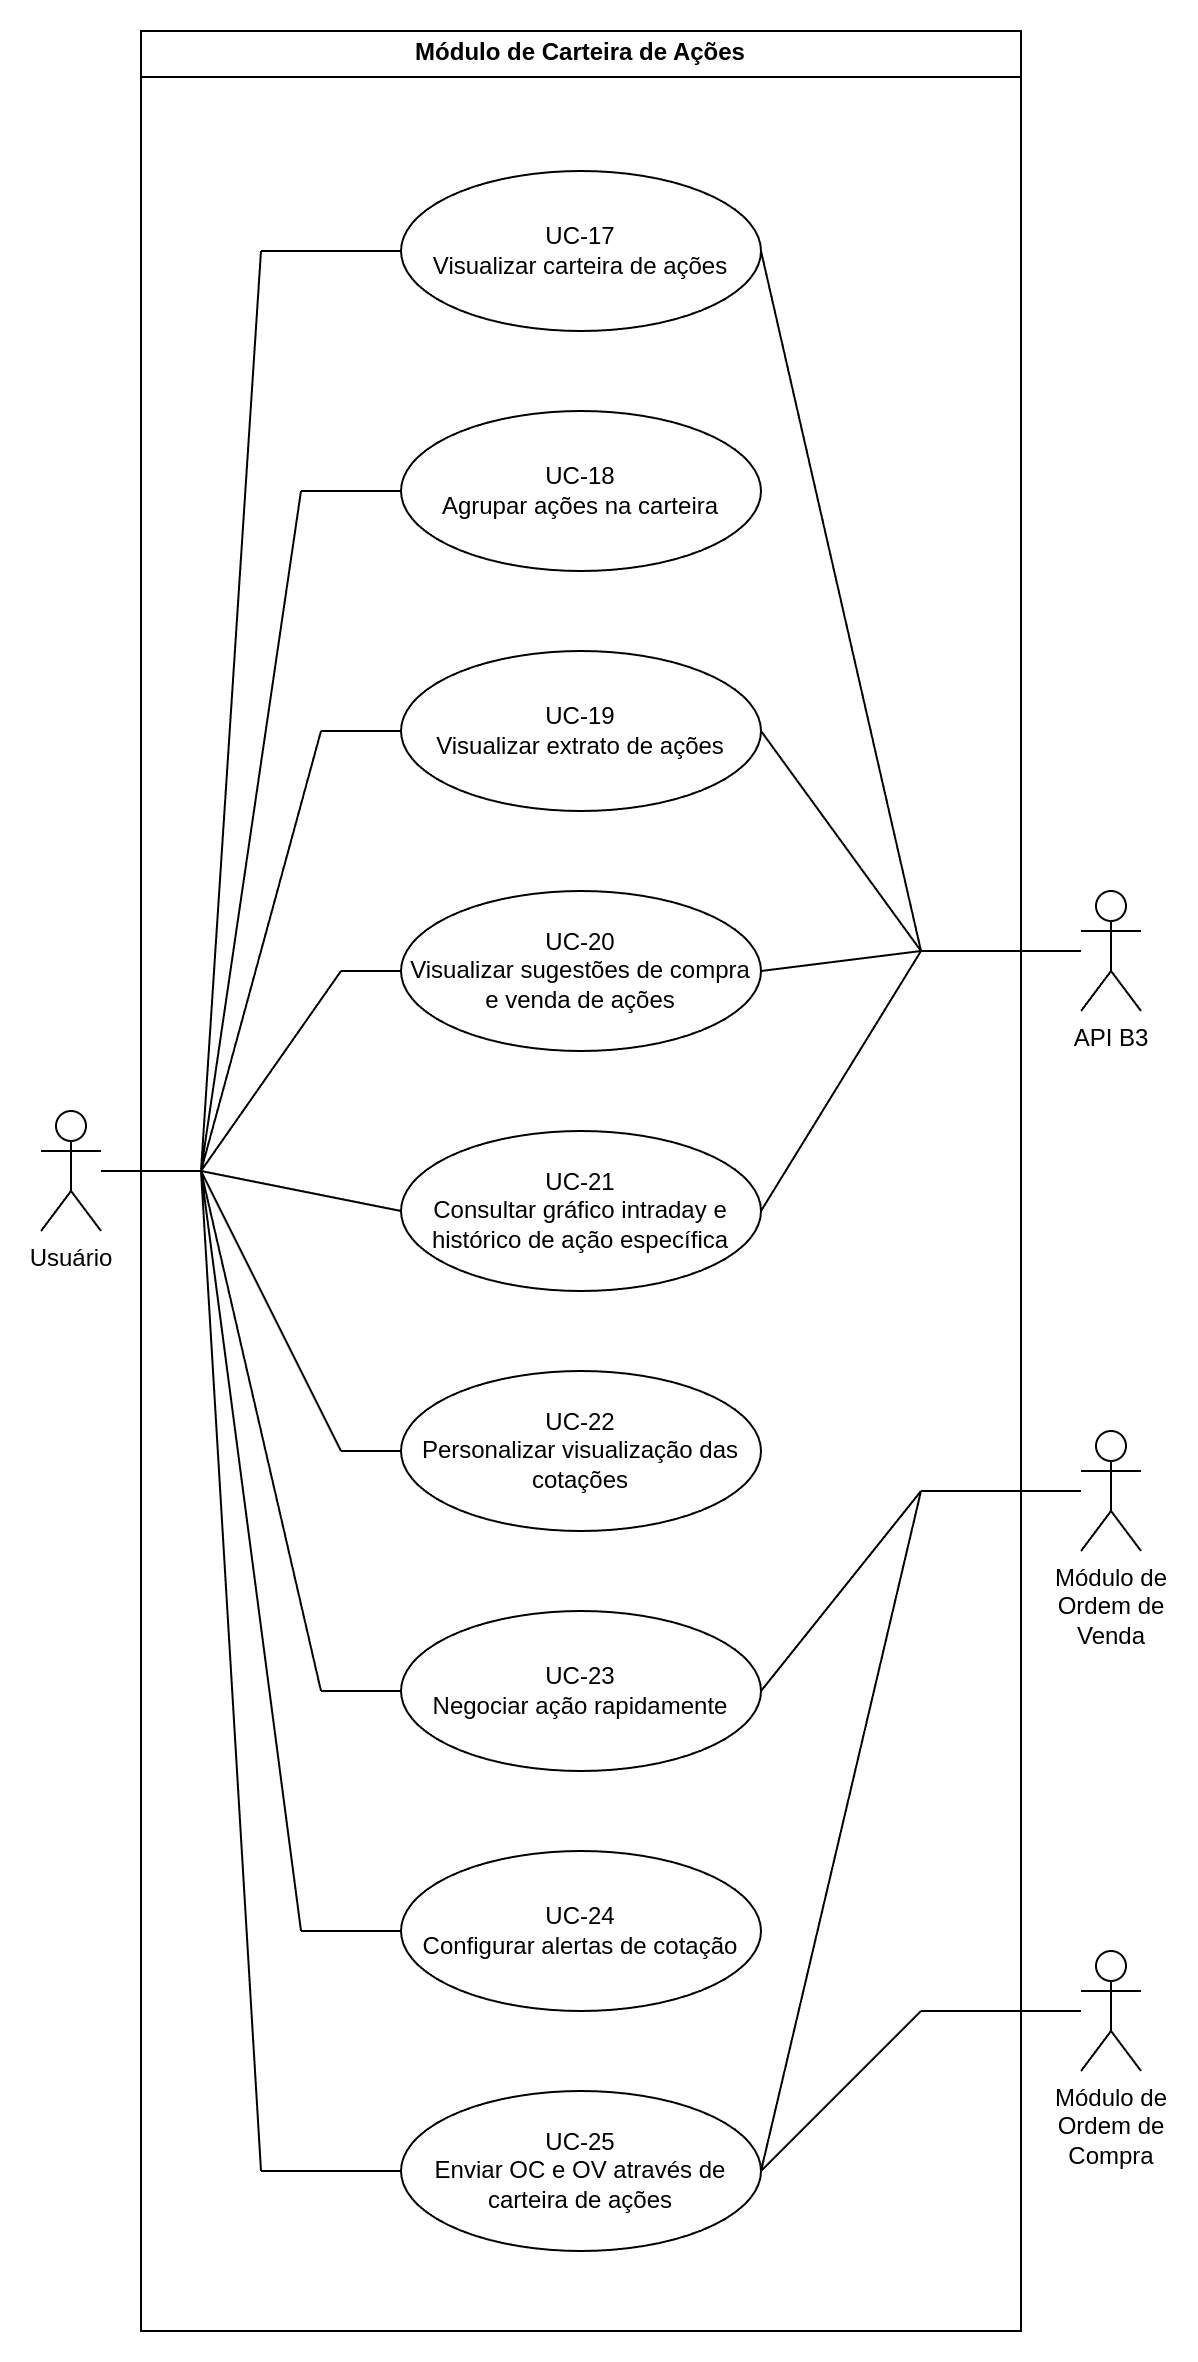 Módulo de Carteira de Ações
UC-17
Visualizar carteira de ações
UC-18
Agrupar ações na carteira
UC-19
Visualizar extrato de ações
UC-20
Visualizar sugestões de compra
e venda de ações
API B3
UC-21
Consultar gráfico intraday e
histórico de ação específica
Usuário
UC-22
Personalizar visualização das
cotações
Módulo de
Ordem de
Venda
UC-23
Negociar ação rapidamente
UC-24
Configurar alertas de cotação
Módulo de
Ordem de
Compra
UC-25
Enviar OC e OV através de
carteira de ações